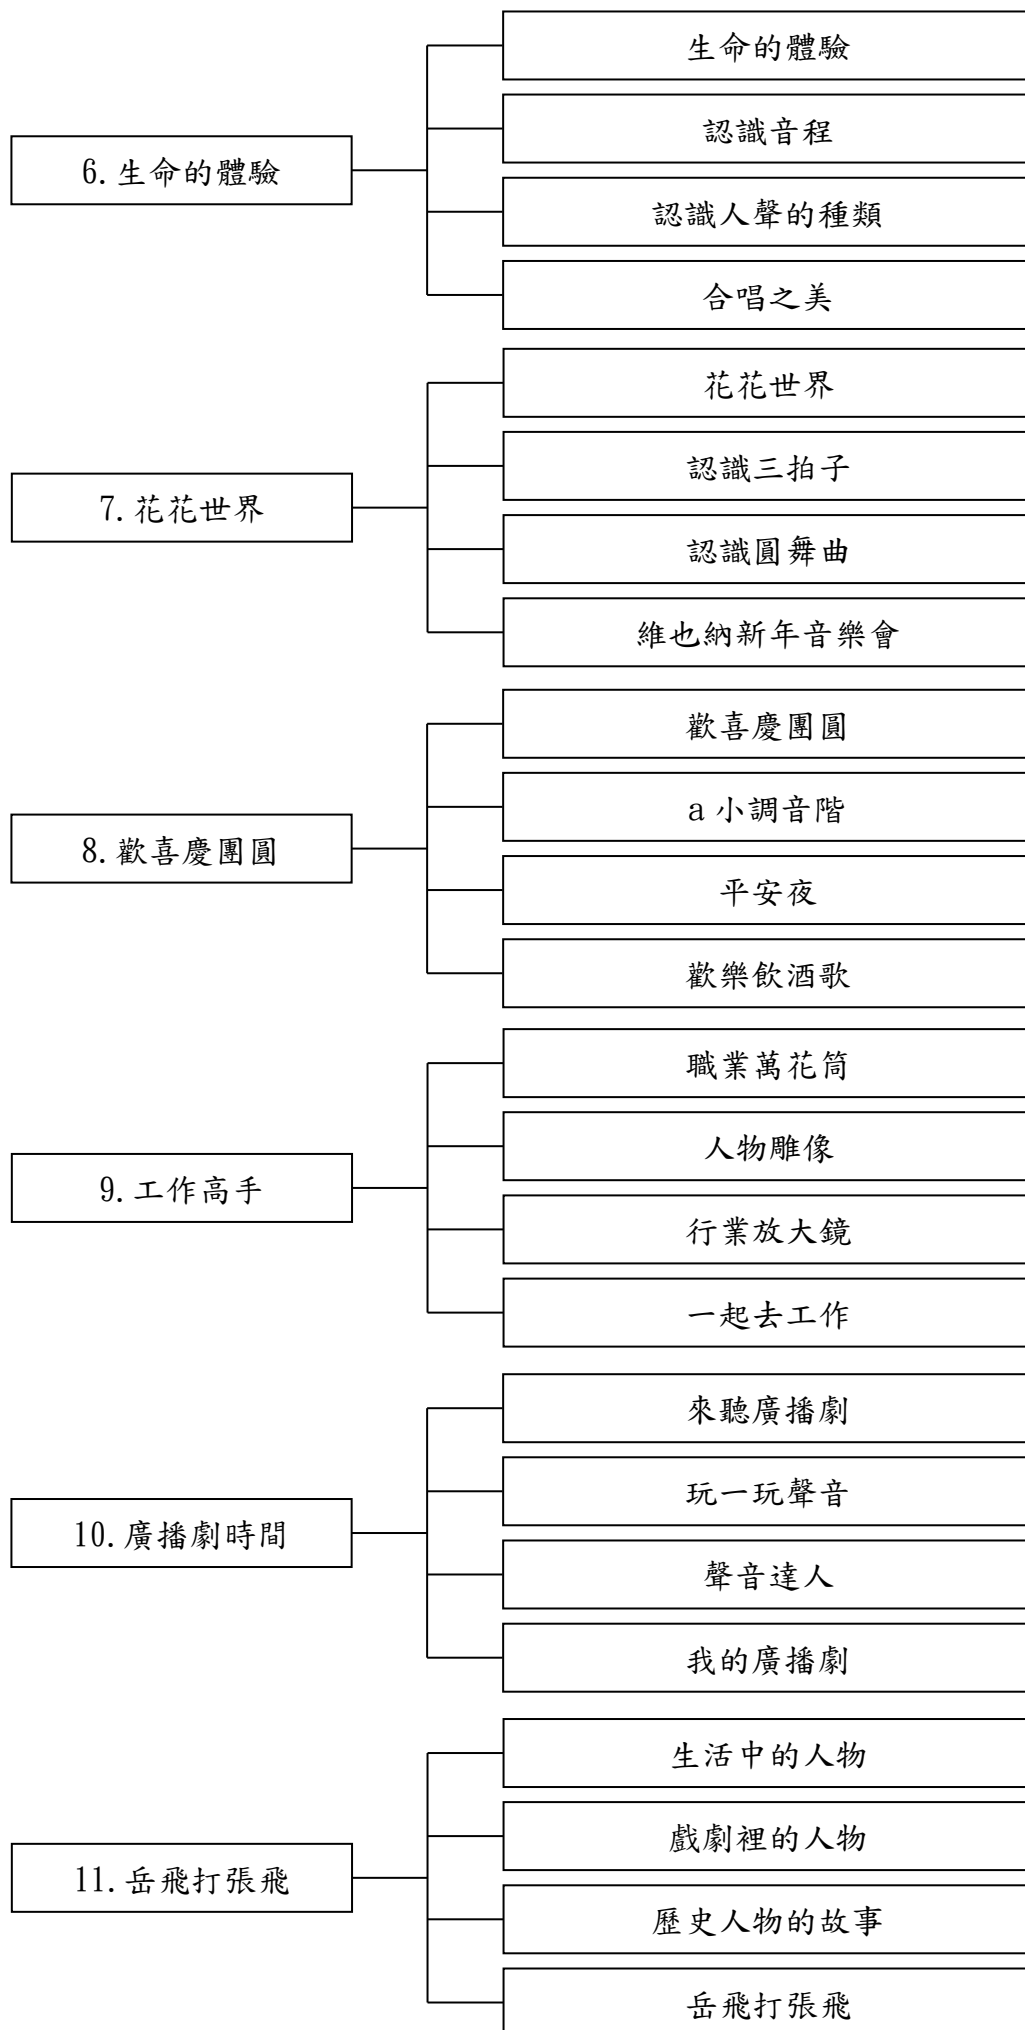 6.生命的體驗
生命的體驗
認識音程
認識人聲的種類
合唱之美
7.花花世界
花花世界
認識三拍子
認識圓舞曲
維也納新年音樂會
8.歡喜慶團圓
歡喜慶團圓
a 小調音階
平安夜
歡樂飲酒歌
9.工作高手
職業萬花筒
人物雕像
行業放大鏡
一起去工作
10.廣播劇時間
來聽廣播劇
玩一玩聲音
聲音達人
我的廣播劇
11.岳飛打張飛
生活中的人物
戲劇裡的人物
歷史人物的故事
岳飛打張飛